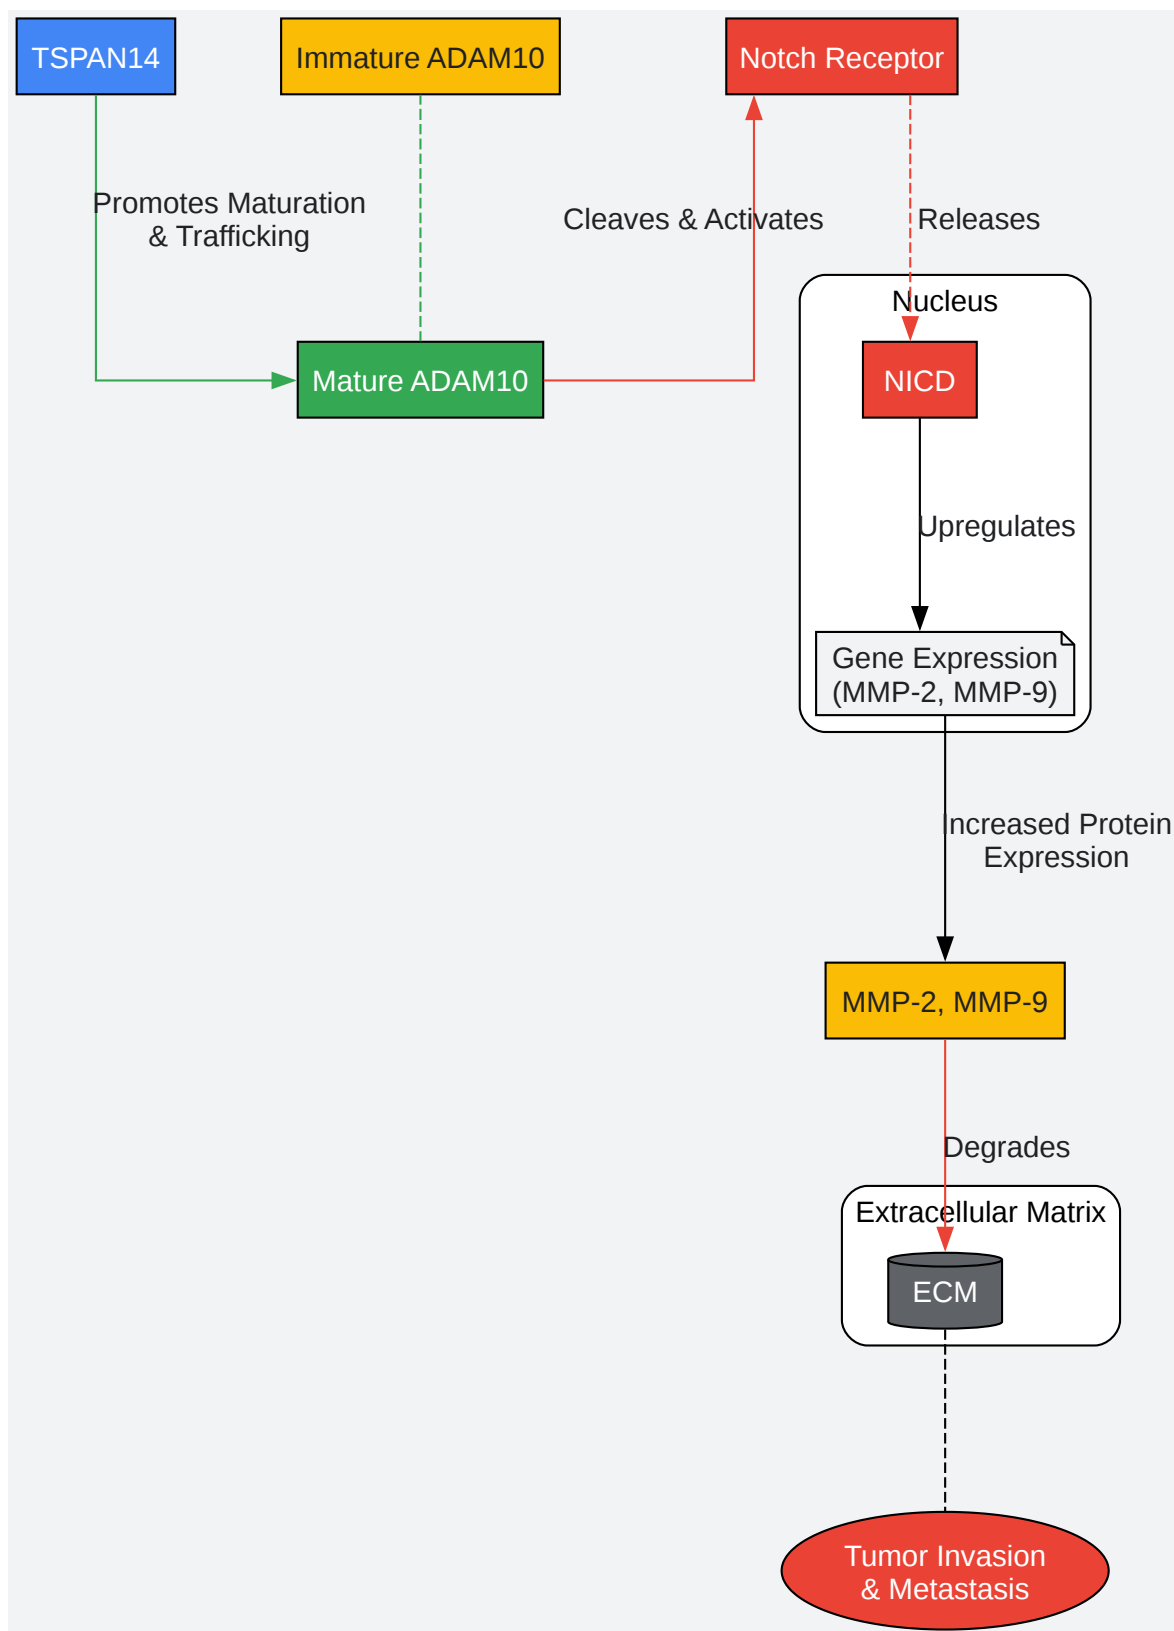 TSPAN14
Immature ADAM10
Notch Receptor
Promotes Maturation
& Trafficking
Cleaves & Activates
Releases
Nucleus
Mature ADAM10
NICD
Upregulates
Gene Expression
(MMP-2, MMP-9)
Increased Protein
Expression
MMP-2, MMP-9
Degrades
Extracellular Matrix
ECM
Tumor Invasion
& Metastasis